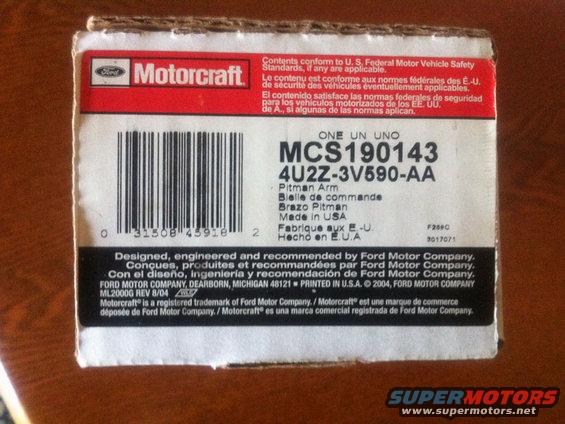 Ford
Motorcraft
Contents conform to U. S. Federal Motor Vehicle Safety
Standards, if any are applicable.
Le contenu est conforme aux normes fédérales des É.-U.
de sécurité des véhicules éventuellement applicables.
El contenido satisface las normas federales de seguridad
para los vehículos motorizados de los EE. UU.
de A., si algunas de las normas aplican.
ONE UN UNO
MCS190143
4U2Z-3V590-AA
Pitman Arm
Bielle de commande
Brazo Pitman
Made in USA
Fabrique aux E.-U.
Hecho en E.U.A
F259C
3017071
0 31508 45918 2
Designed, engineered and recommended by Ford Motor Company.
Conçues, produites et recommandées par Ford Motor Company.
Con el diseño, ingeniería y recomendación de Ford Motor Company.
FORD MOTOR COMPANY, DEARBORN, MICHIGAN 48121 • PRINTED IN U.S.A. © 2004, FORD MOTOR COMPANY
ML2000G REV 8/04
Motorcraft® is a registered trademark of Ford Motor Company. / Motorcraft® est une marque de commerce
déposée de Ford Motor Company. / Motorcraft® es una marca comercial registrada de Ford Motor Company.
SUPERMOTORS
www.supermotors.net